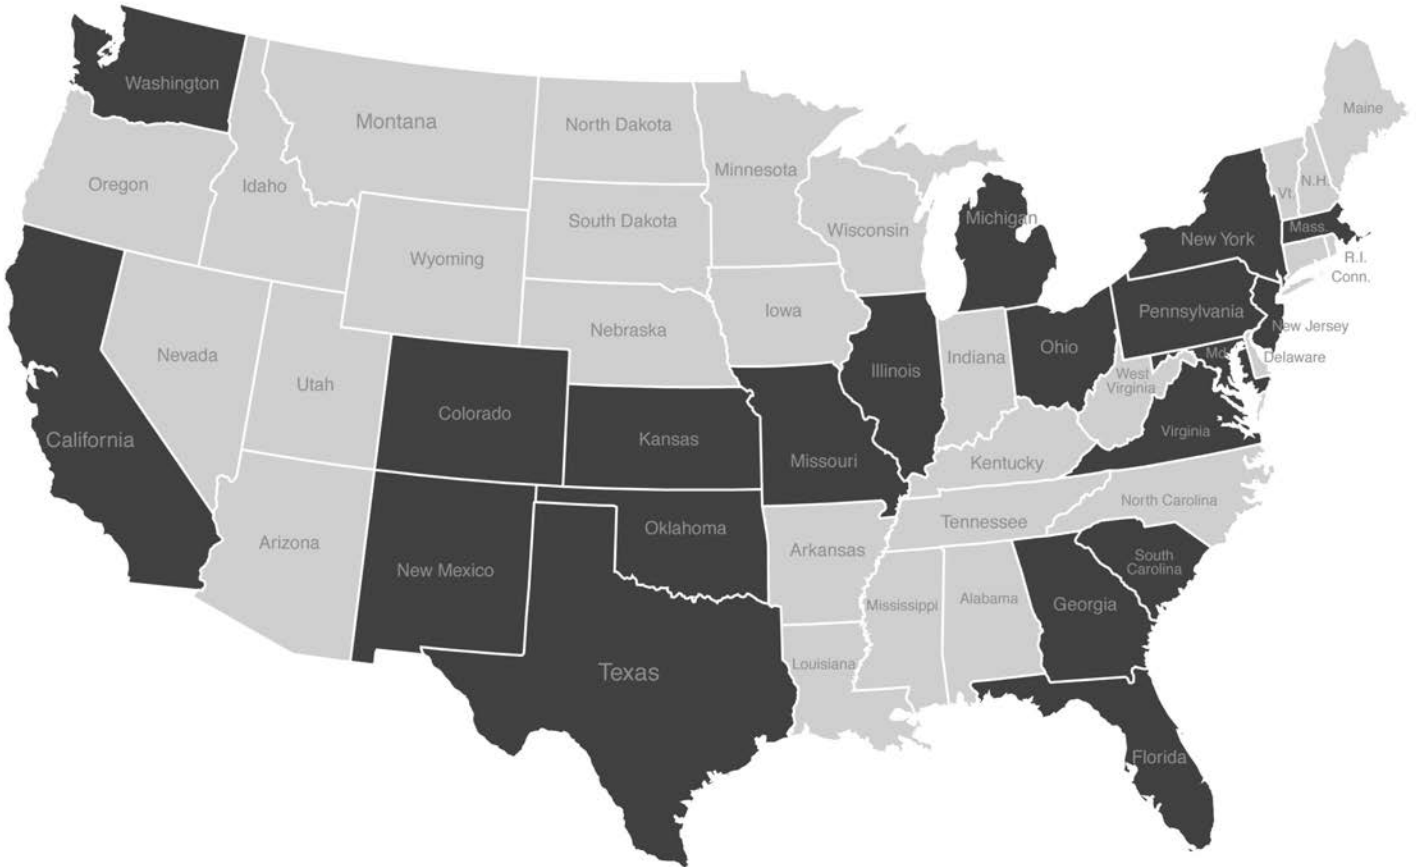 Washington
Montana
North Dakota
Minnesota
Maine
Oregon
Idaho
South Dakota
Wisconsin
Michigan
Vt.
N.H.
New York
Mass.
R.I.
Conn.
Wyoming
Iowa
Nebraska
Pennsylvania
New Jersey
Nevada
Utah
Illinois
Indiana
Ohio
Md.
Delaware
West
Virginia
Colorado
Kansas
California
Missouri
Kentucky
Virginia
North Carolina
Arizona
New Mexico
Oklahoma
Arkansas
Tennessee
South
Carolina
Mississippi
Alabama
Georgia
Texas
Louisiana
Florida